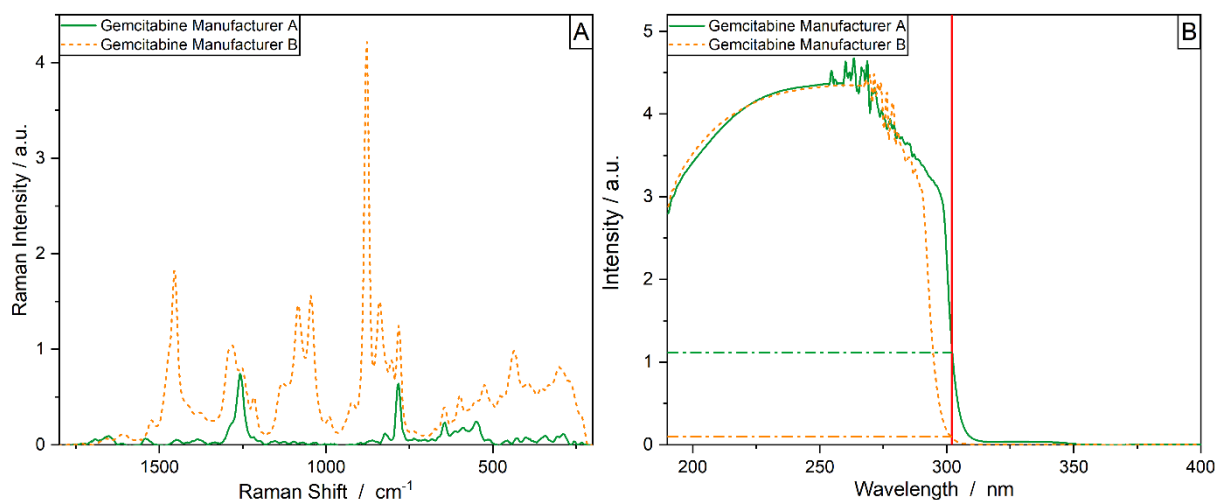 Gemcitabine Manufacturer A
Gemcitabine Manufacturer B
A
4
3
2
1
0
Raman Intensity / a.u.
1500
1000
500
Raman Shift / cm⁻¹
Gemcitabine Manufacturer A
Gemcitabine Manufacturer B
B
5
4
3
2
1
0
Intensity / a.u.
200
250
300
350
400
Wavelength / nm